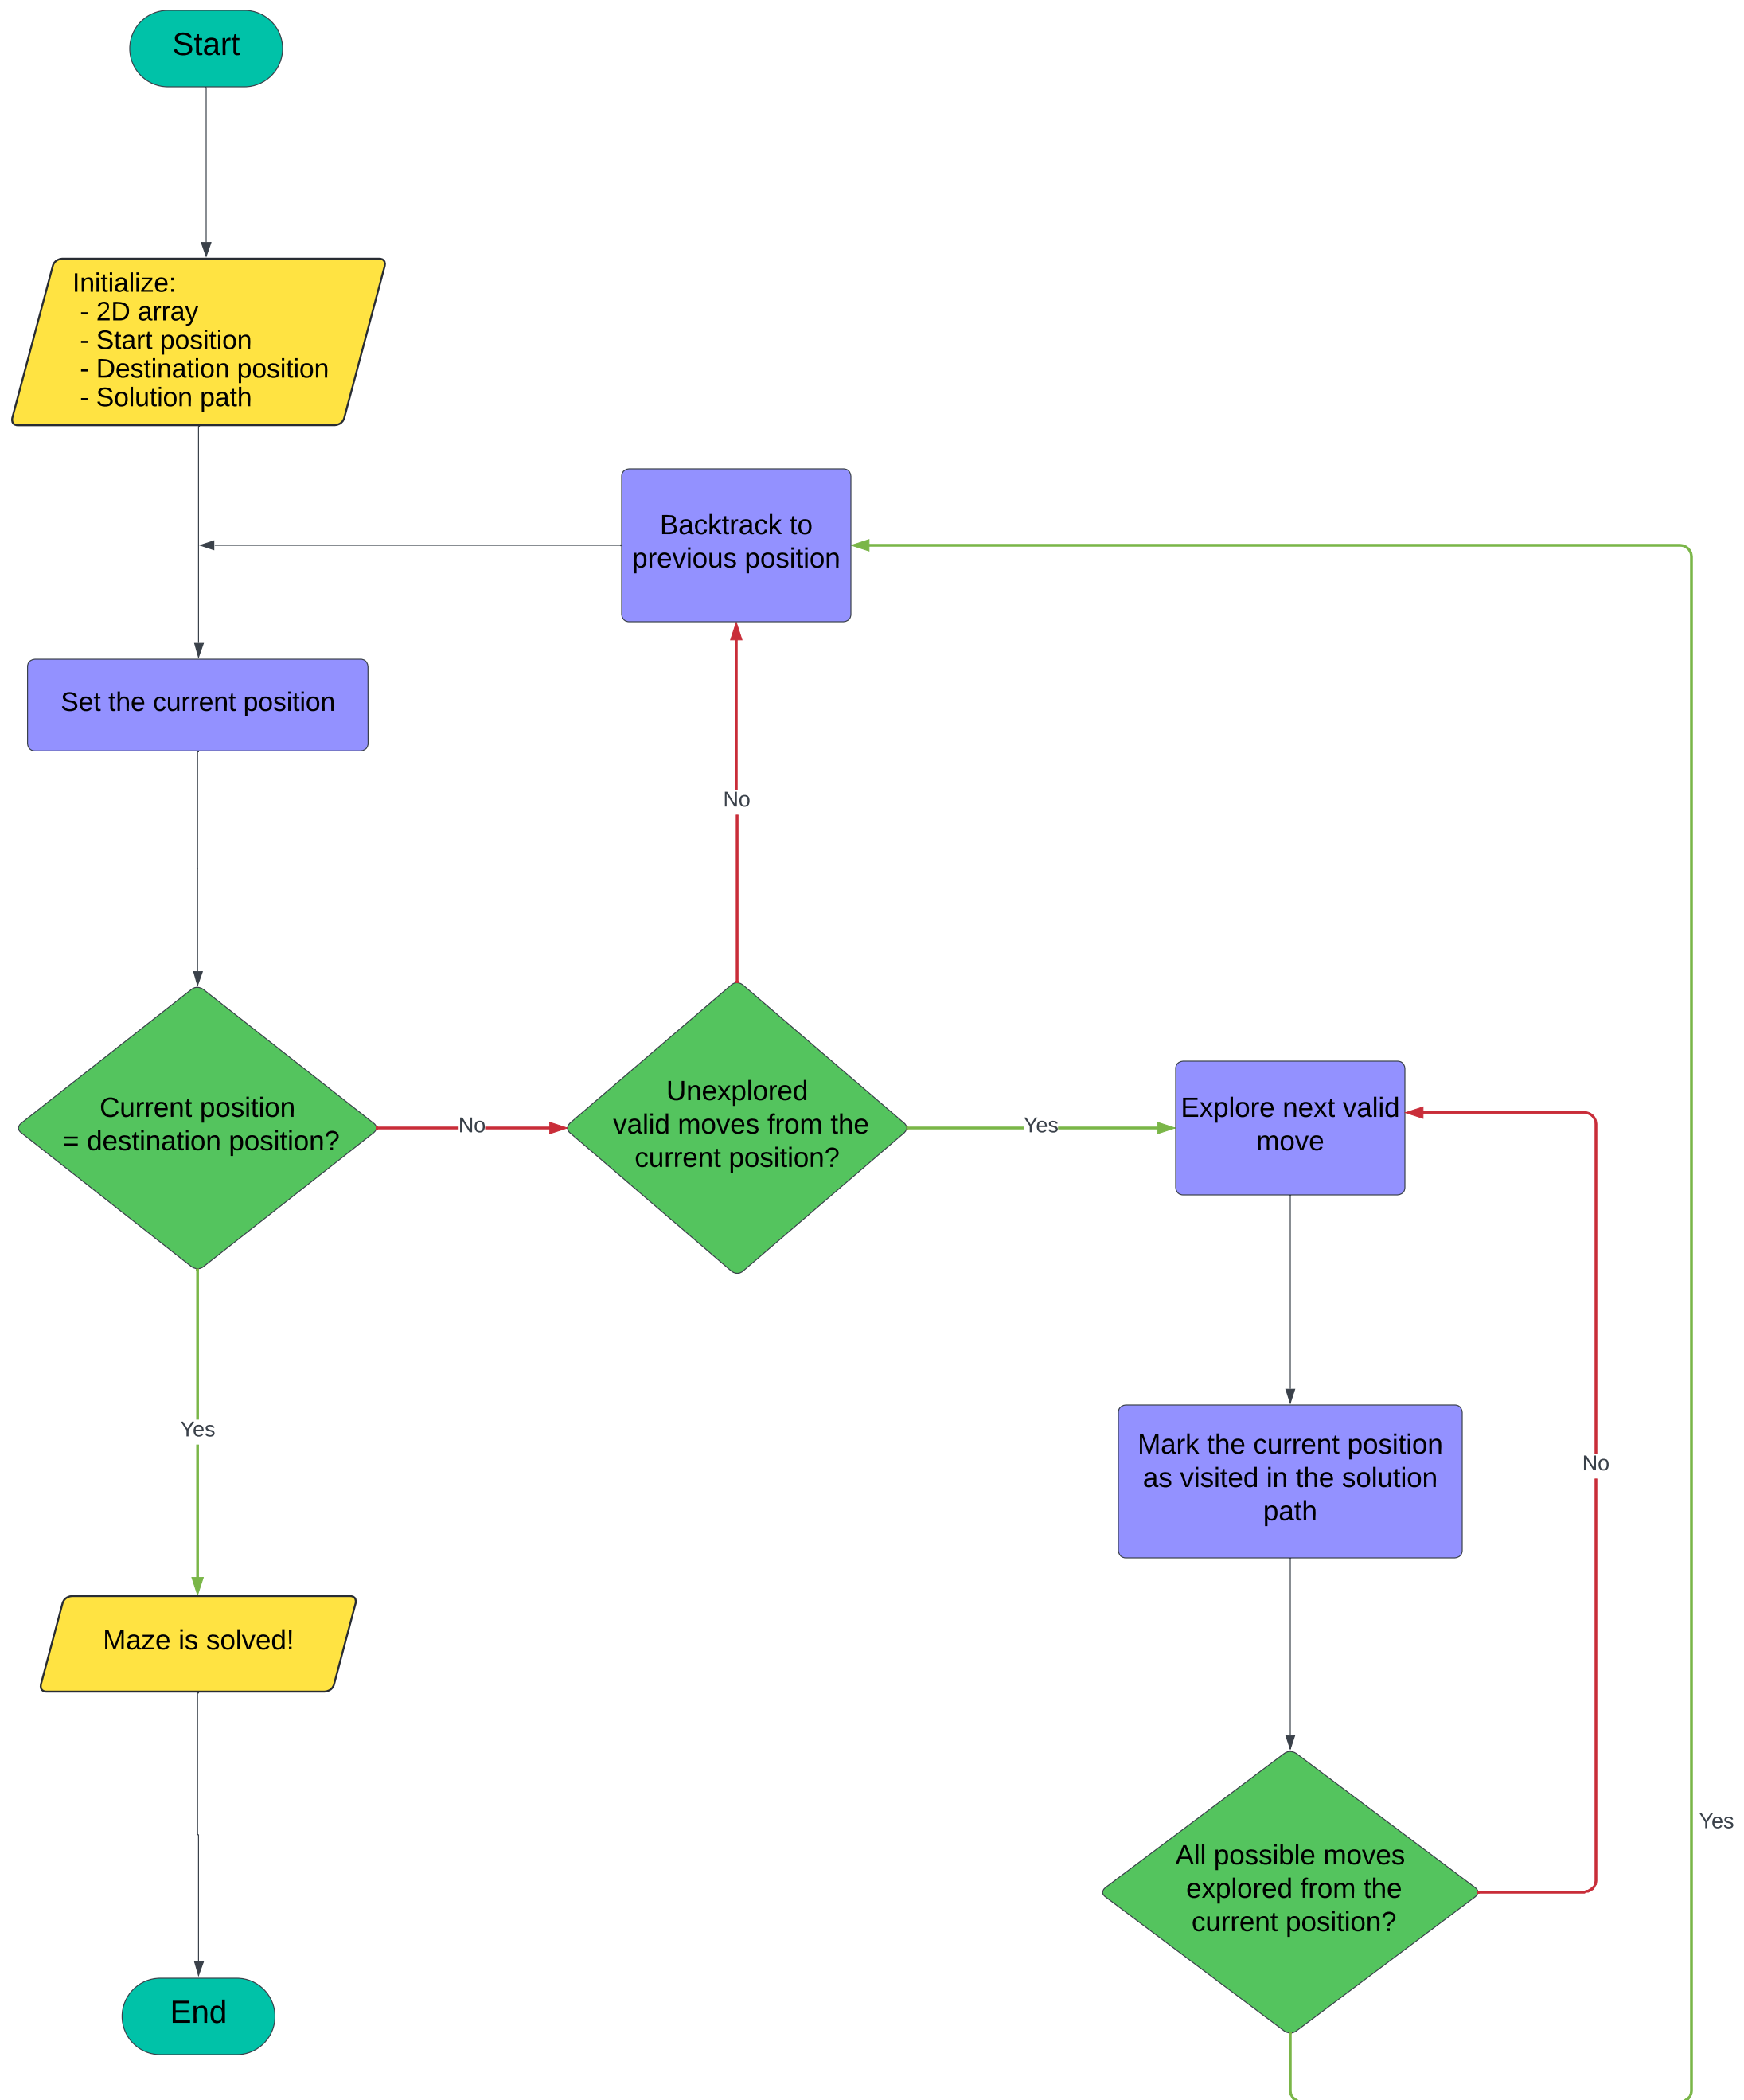 Start
Initialize:
- 2D array
- Start position
- Destination position
- Solution path
Backtrack to
previous position
Set the current position
No
Current position
= destination position?
No
Unexplored
valid moves from the
current position?
Yes
Explore next valid
move
Yes
Mark the current position
as visited in the solution
path
No
Maze is solved!
All possible moves
explored from the
current position?
Yes
End